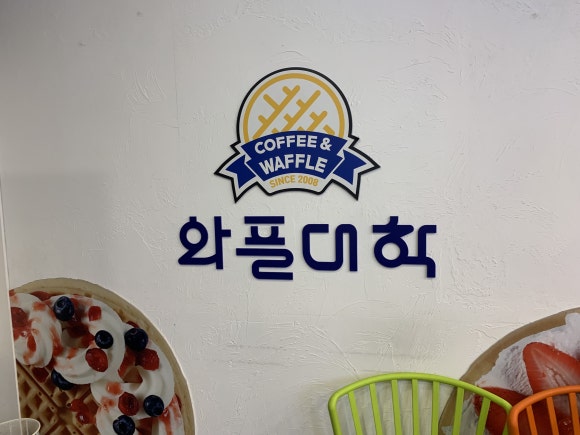 COFFEE &
WAFFLE
SINCE 2008
와플대학